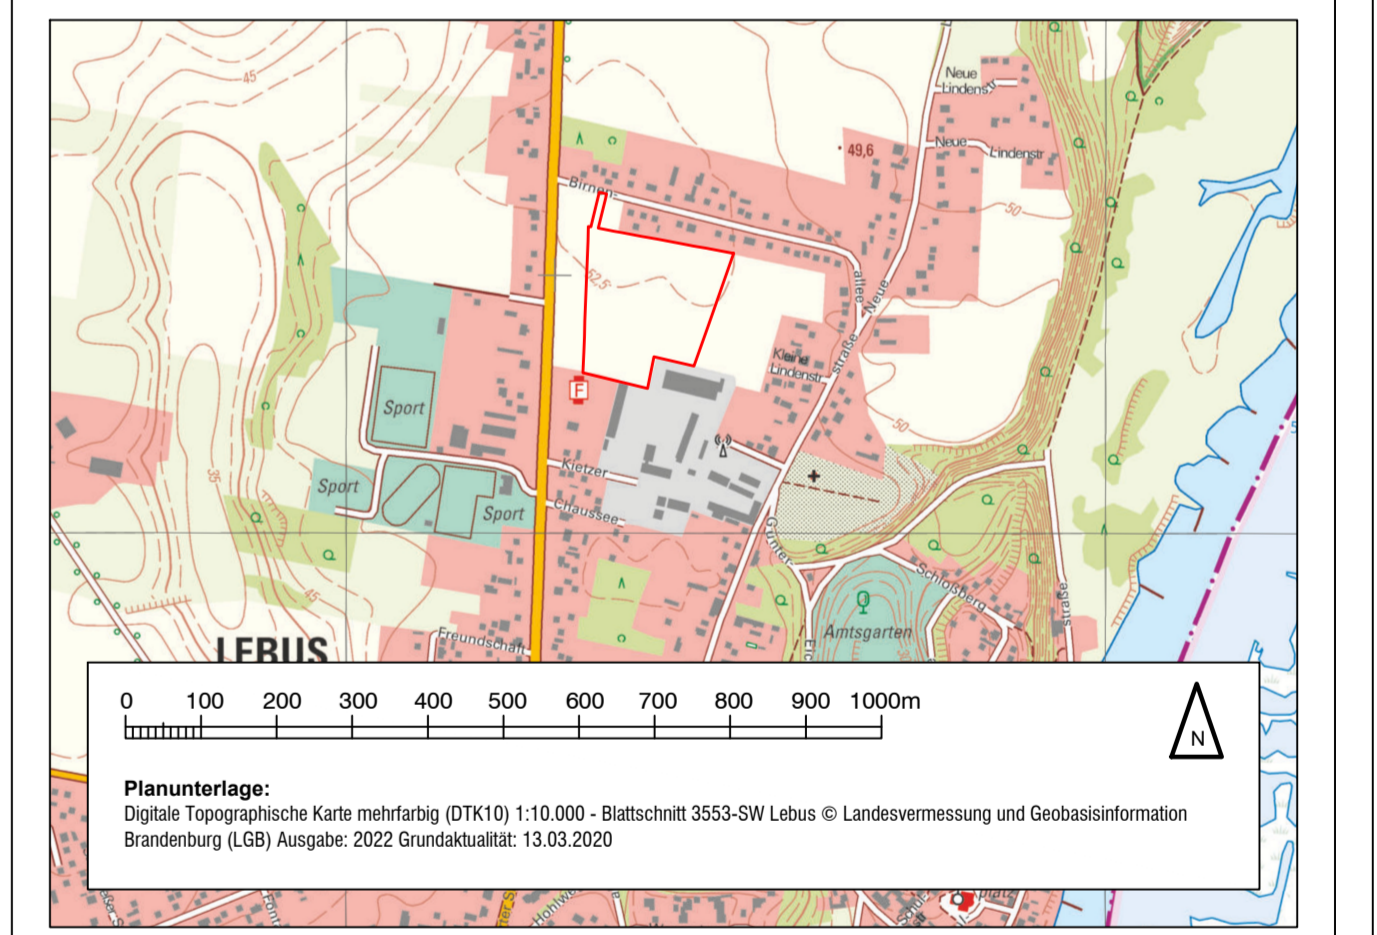 45
Neue
Lindenstr
49,6
Neue
Lindenstr
Birnen-
50
52,5
allee
Neue
Kleine
Lindenstr.
straße
F
Sport
50
35
Kietzer
Sport
Sport
Chaussee
Günter
Schloßberg
45
straße
Amtsgarten
Freundschaft
LEBUS
0 100 200 300 400 500 600 700 800 900 1000m
N
Planunterlage:
Digitale Topographische Karte mehrfarbig (DTK10) 1:10.000 - Blattschnitt 3553-SW Lebus © Landesvermessung und Geobasisinformation
Brandenburg (LGB) Ausgabe: 2022 Grundaktualität: 13.03.2020